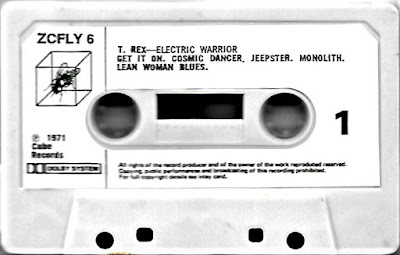 ZCFLY 6
T. REX—ELECTRIC WARRIOR
GET IT ON. COSMIC DANCER. JEEPSTER. MONOLITH.
LEAN WOMAN BLUES.
1
℗ 1971
Cube
Records
DOLBY SYSTEM
All rights of the record producer and of the owner of the work reproduced reserved.
Copying, public performances and broadcasting of this recording prohibited.
For full copyright details see inlay card.